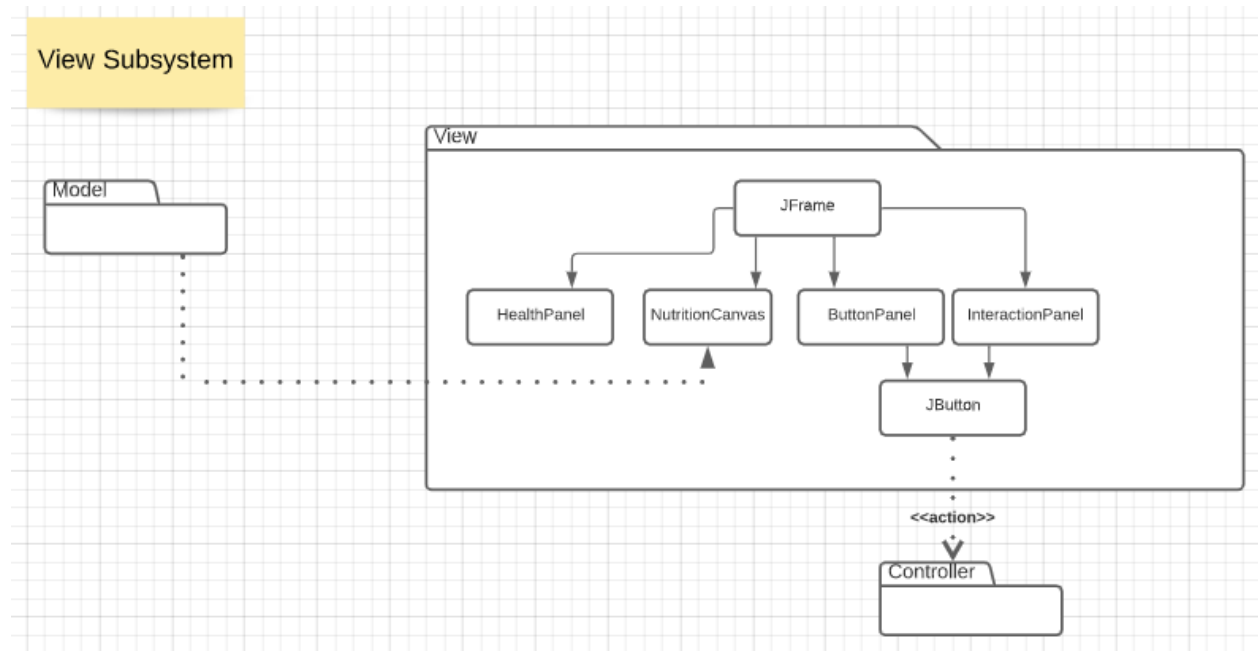 View Subsystem
View
Model
JFrame
HealthPanel
NutritionCanvas
ButtonPanel
InteractionPanel
JButton
<<action>>
Controller